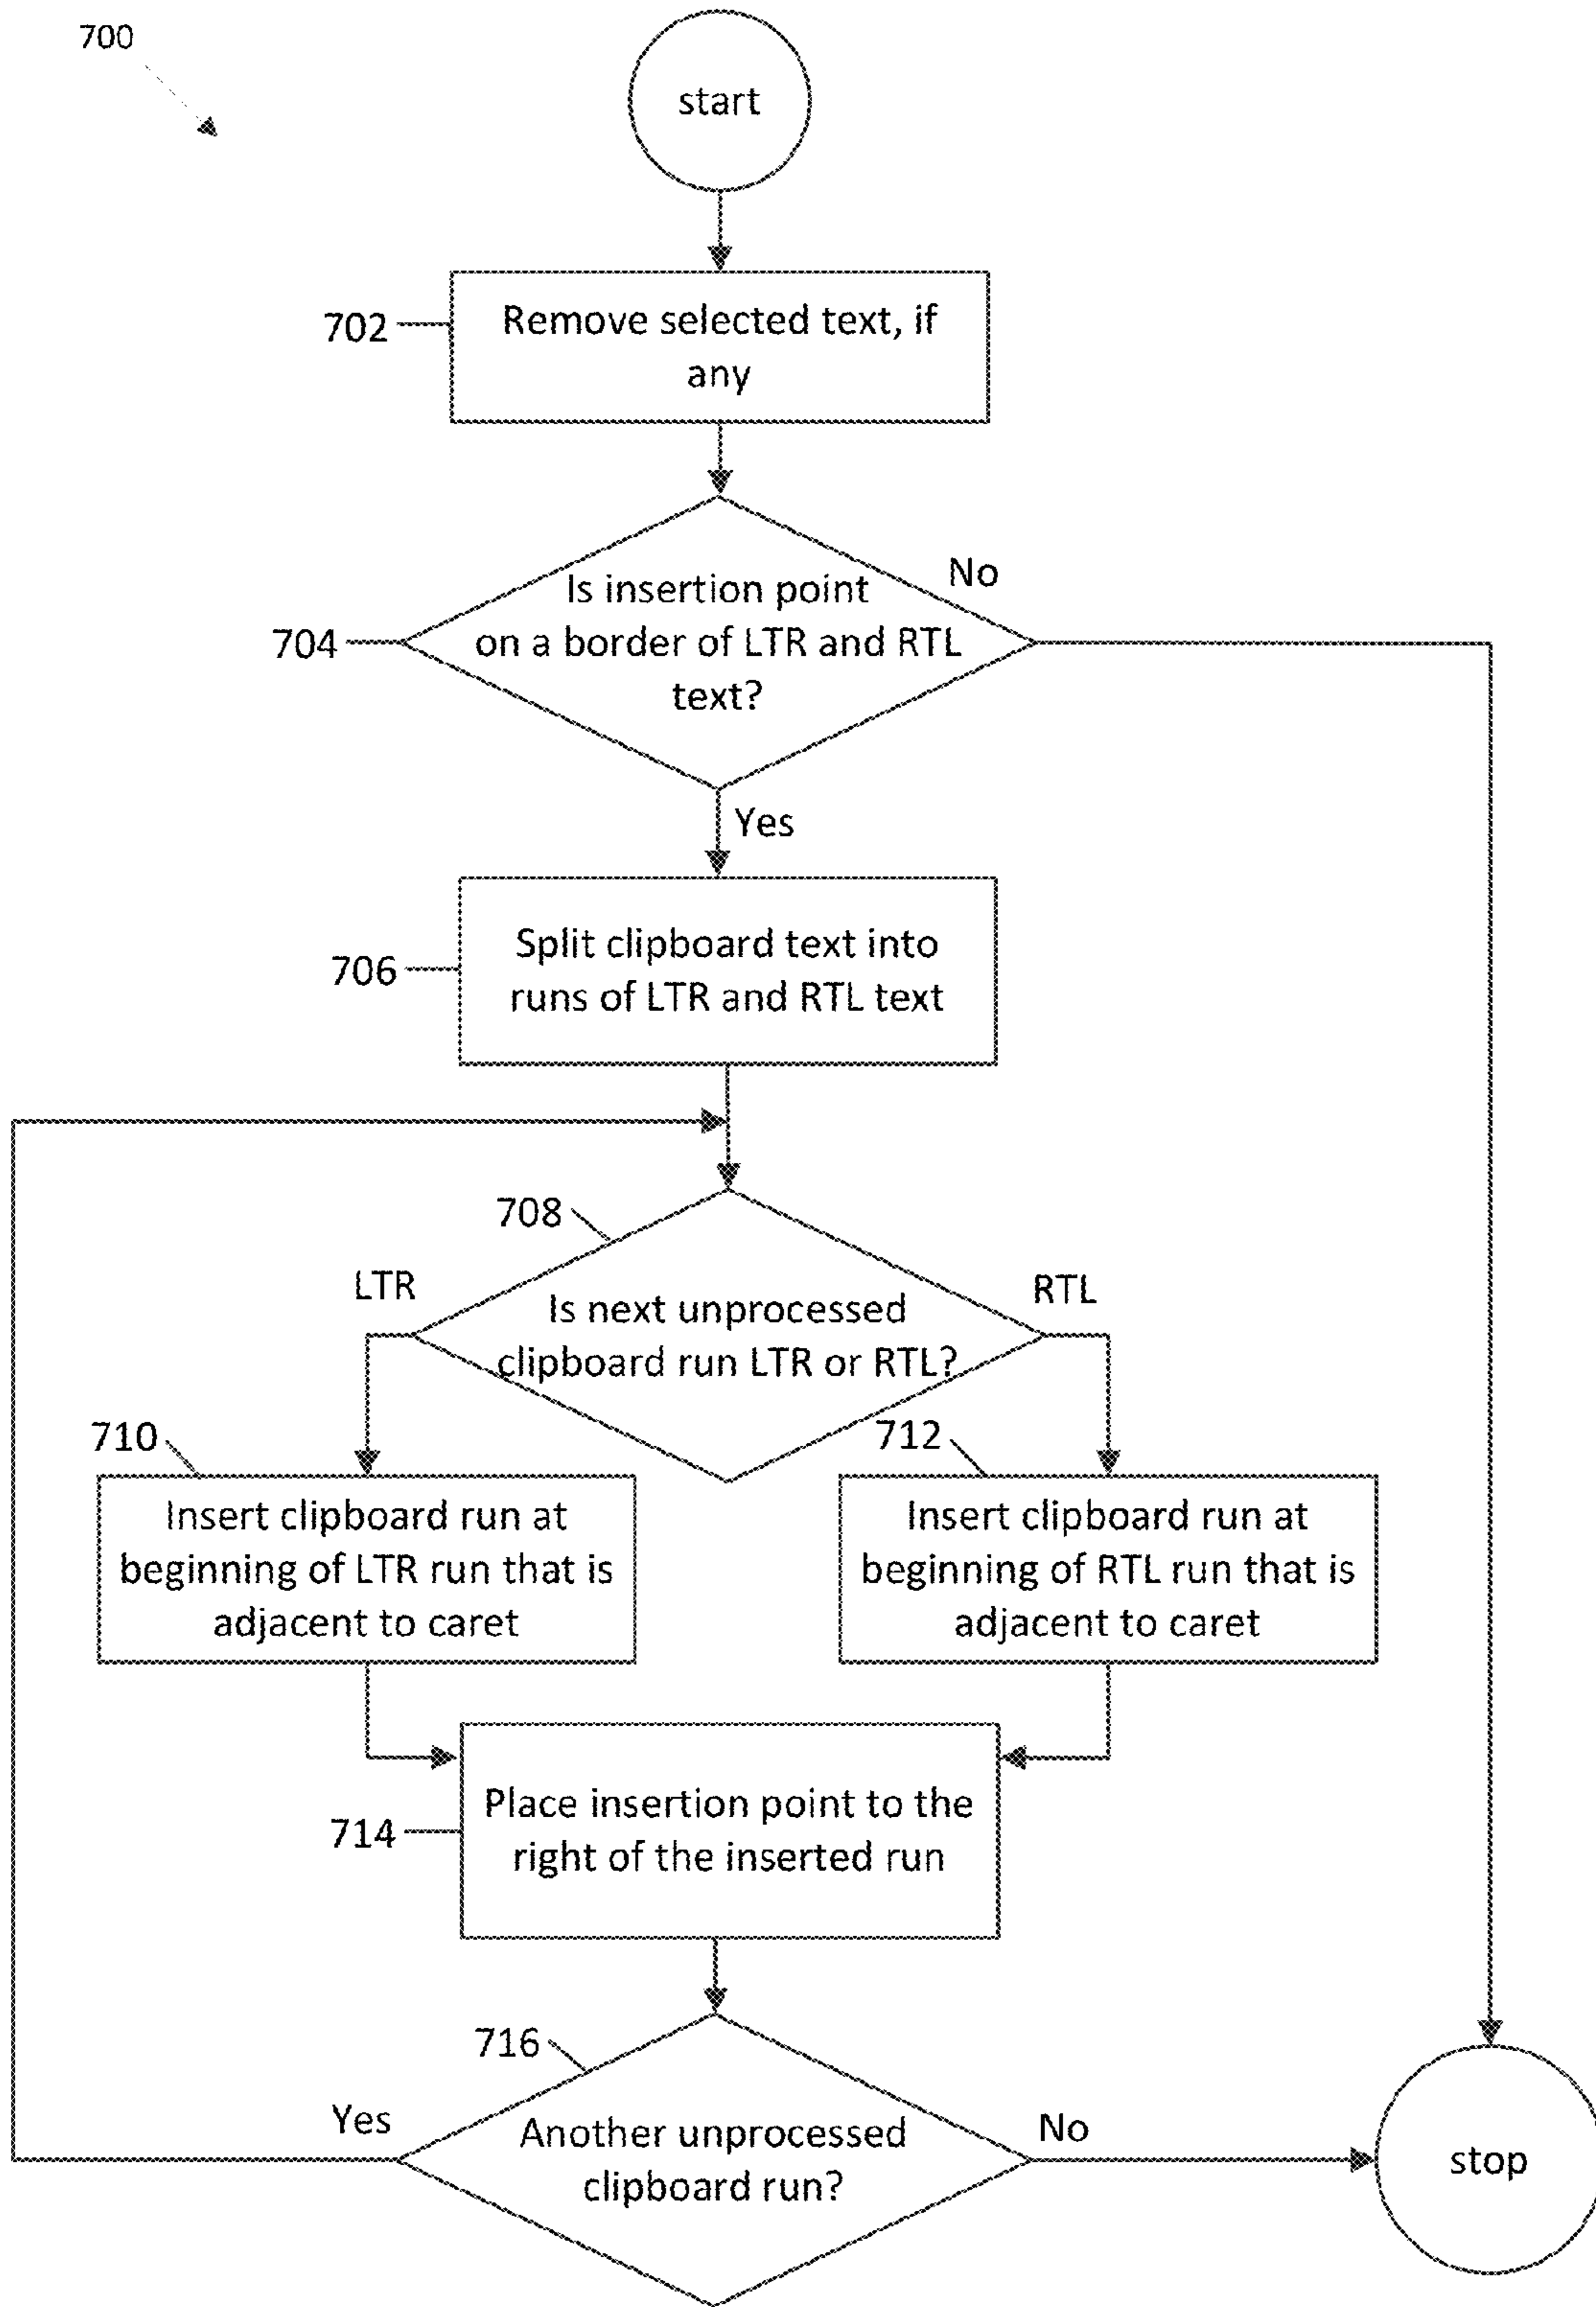 700
start
702
Remove selected text, if
any
No
Is insertion point
704
on a border of LTR and RTL
text?
Yes
706
Split clipboard text into
runs of LTR and RTL text
708
LTR
RTL
Is next unprocessed
clipboard run LTR or RTL?
710
712
Insert clipboard run at
beginning of LTR run that is
adjacent to caret
Insert clipboard run at
beginning of RTL run that is
adjacent to caret
714
Place insertion point to the
right of the inserted run
716
Yes
Another unprocessed
clipboard run?
No
stop